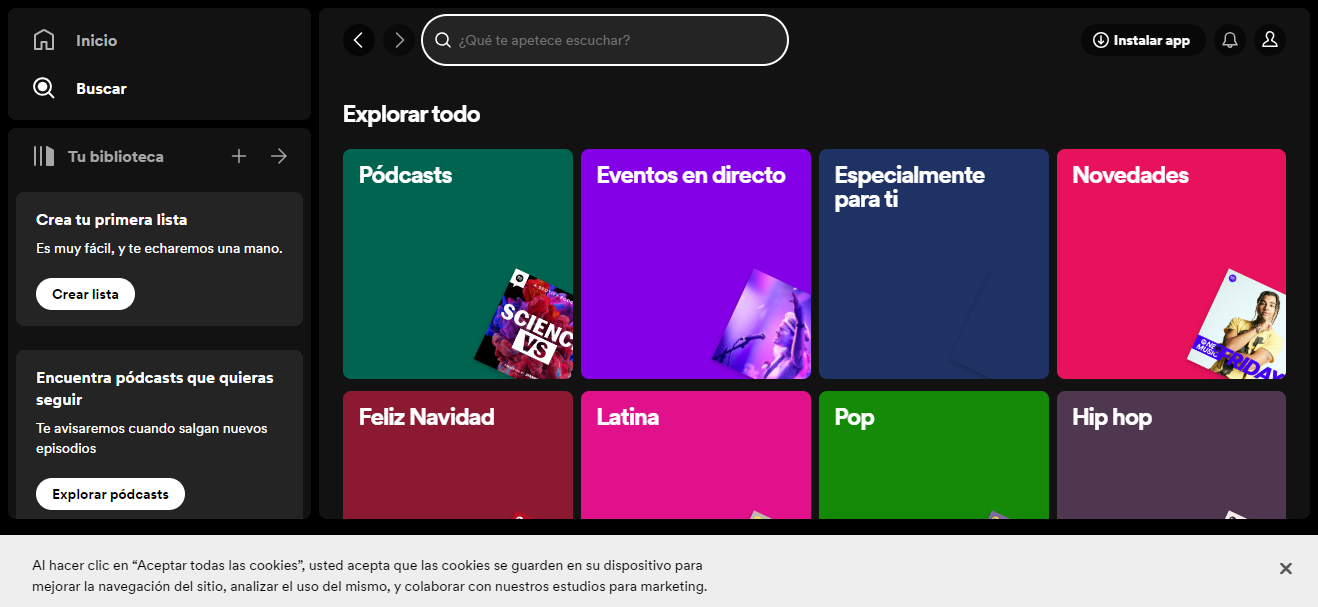 Inicio
Buscar
Tu biblioteca
Crea tu primera lista
Es muy fácil, y te echaremos una mano.
Crear lista
Encuentra pódcasts que quieras
seguir
Te avisaremos cuando salgan nuevos
episodios
Explorar pódcasts
¿Qué te apetece escuchar?
Instalar app
Explorar todo
Pódcasts
SCIENC
VS
Eventos en directo
Especialmente
para ti
Novedades
MUSIC
FRIDAY
Feliz Navidad
Latina
Pop
Hip hop
Al hacer clic en “Aceptar todas las cookies”, usted acepta que las cookies se guarden en su dispositivo para
mejorar la navegación del sitio, analizar el uso del mismo, y colaborar con nuestros estudios para marketing.